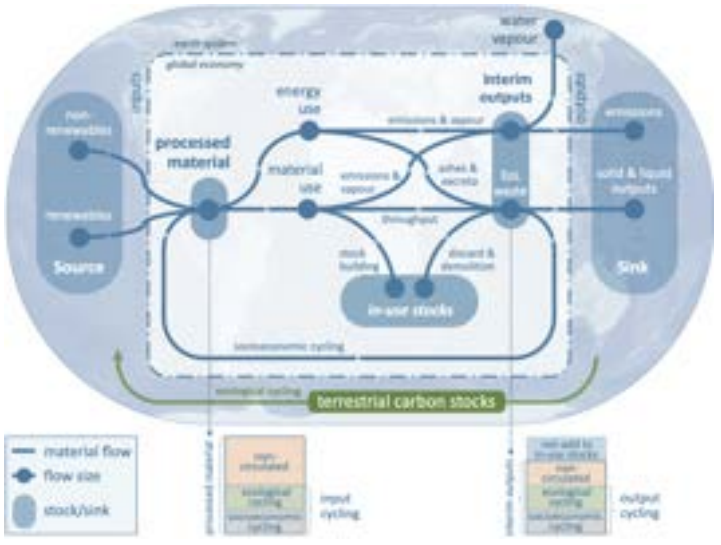 water
vapour
earth system
global economy
inputs
outputs
energy
use
interim
outputs
non-
renewables
processed
material
emissions & vapour
emissions
material
use
emissions &
vapour
ashes &
excreta
EoL
waste
solid & liquid
outputs
renewables
throughput
stock
building
discard &
demolition
Source
Sink
in-use stocks
socioeconomic cycling
ecological cycling
terrestrial carbon stocks
material flow
flow size
stock/sink
processed material
non-
circulated
ecological
cycling
socioeconomic
cycling
input
cycling
interim outputs
net-add to
in-use stocks
non-
circulated
ecological
cycling
socioeconomic
cycling
output
cycling